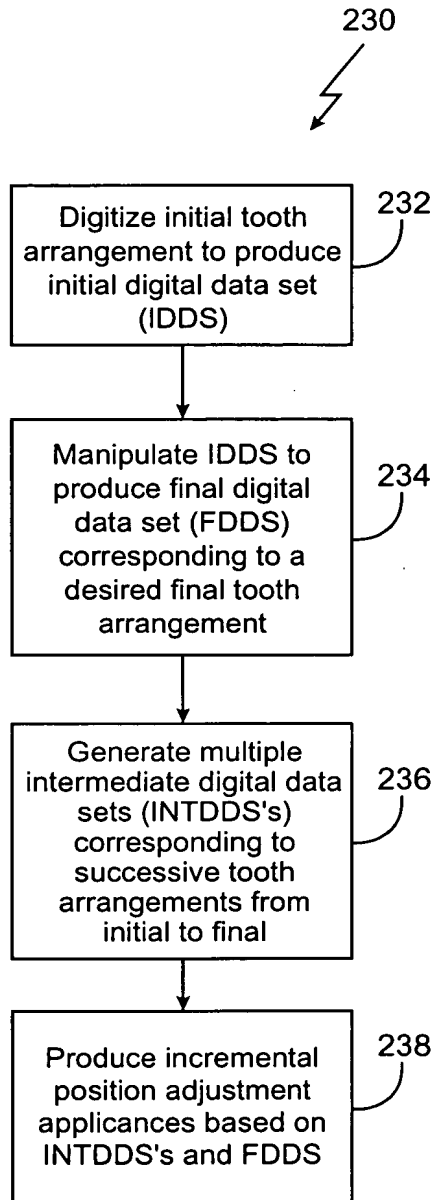 230
Digitize initial tooth
arrangement to produce
initial digital data set
(IDDS)
232
Manipulate IDDS to
produce final digital
data set (FDDS)
corresponding to a
desired final tooth
arrangement
234
Generate multiple
intermediate digital data
sets (INTDDS's)
corresponding to
successive tooth
arrangements from
initial to final
236
Produce incremental
position adjustment
applicances based on
INTDDS's and FDDS
238